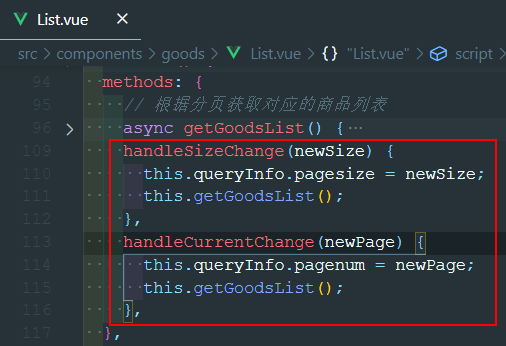 List.vue ×
src > components > goods > List.vue > {} "List.vue" > script
94 methods: {
95 // 根据分页获取对应的商品列表
96 > async getGoodsList() {…
109 handleSizeChange(newSize) {
110 this.queryInfo.pagesize = newSize;
111 this.getGoodsList();
112 },
113 handleCurrentChange(newPage) {
114 this.queryInfo.pagenum = newPage;
115 this.getGoodsList();
116 },
117 },